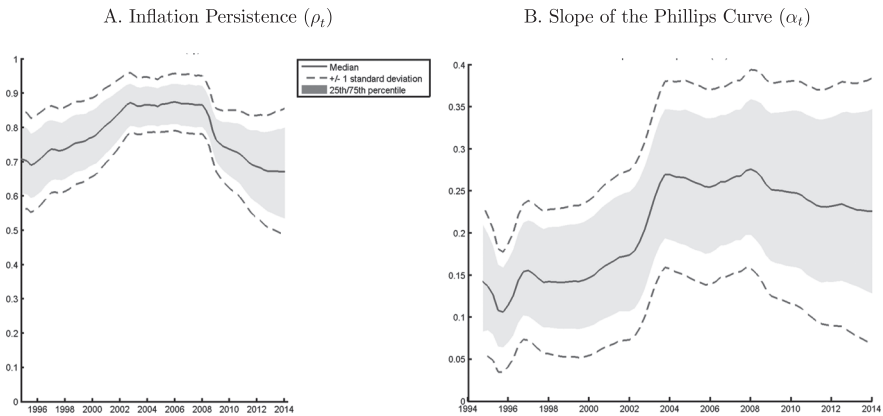 A. Inflation Persistence (ρt)
B. Slope of the Phillips Curve (αt)
Median
+/- 1 standard deviation
25th/75th percentile
1
0.9
0.8
0.7
0.6
0.5
0.4
0.3
0.2
0.1
0
1996 1998 2000 2002 2004 2006 2008 2010 2012 2014
0.4
0.35
0.3
0.25
0.2
0.15
0.1
0.05
0
1994 1996 1998 2000 2002 2004 2006 2008 2010 2012 2014